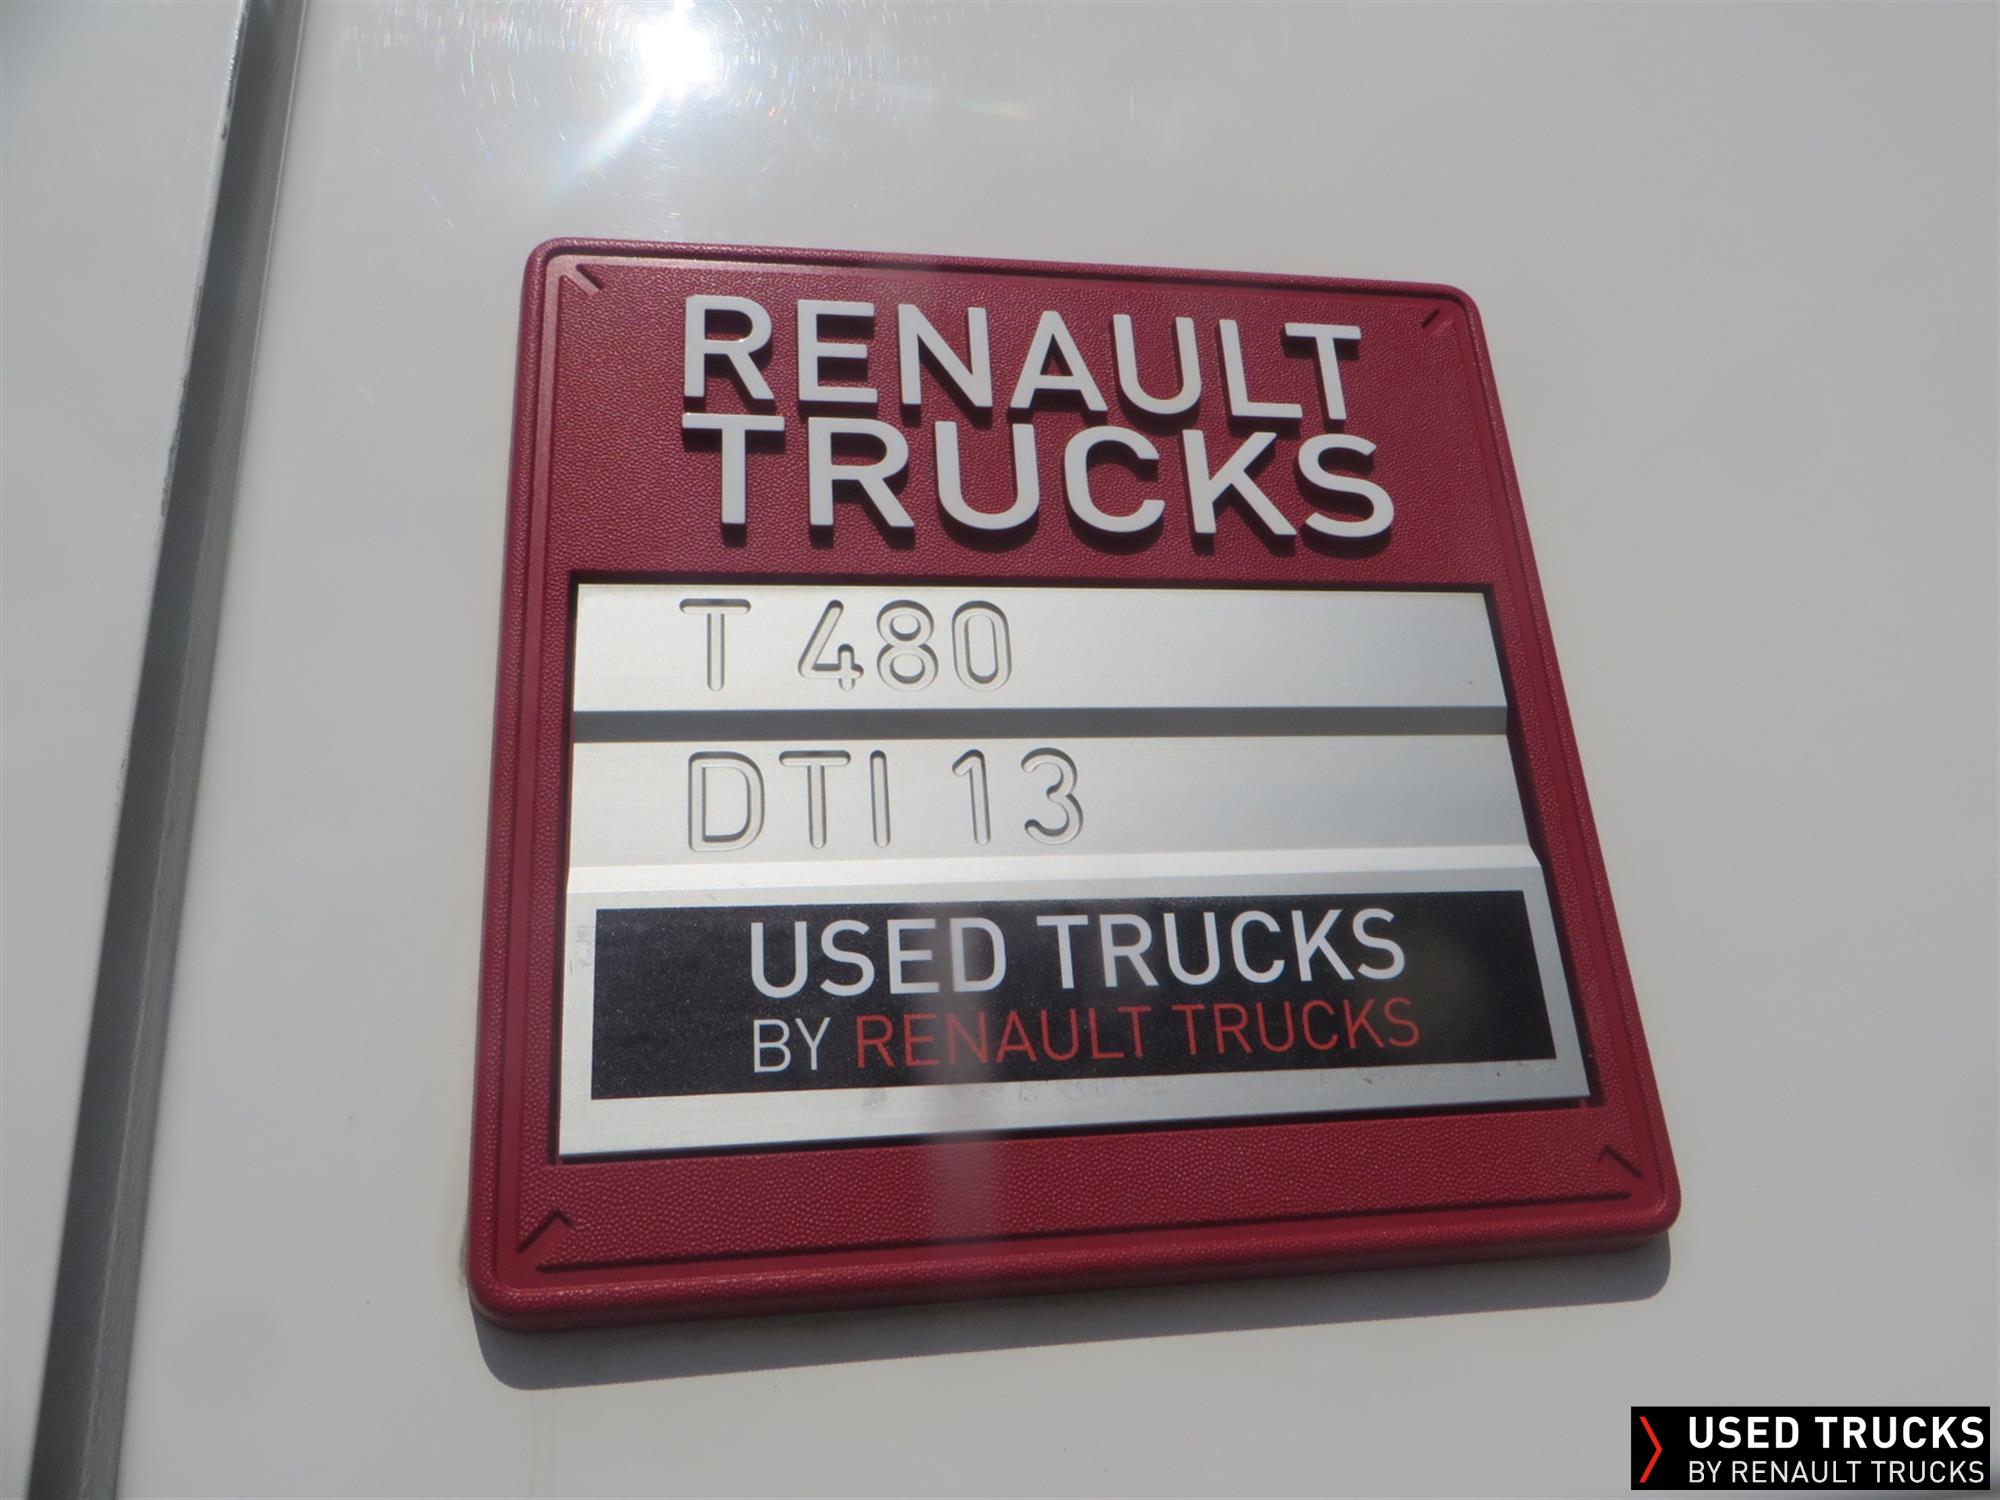 RENAULT
TRUCKS
T 480
DTI 13
USED TRUCKS
BY RENAULT TRUCKS
USED TRUCKS
BY RENAULT TRUCKS